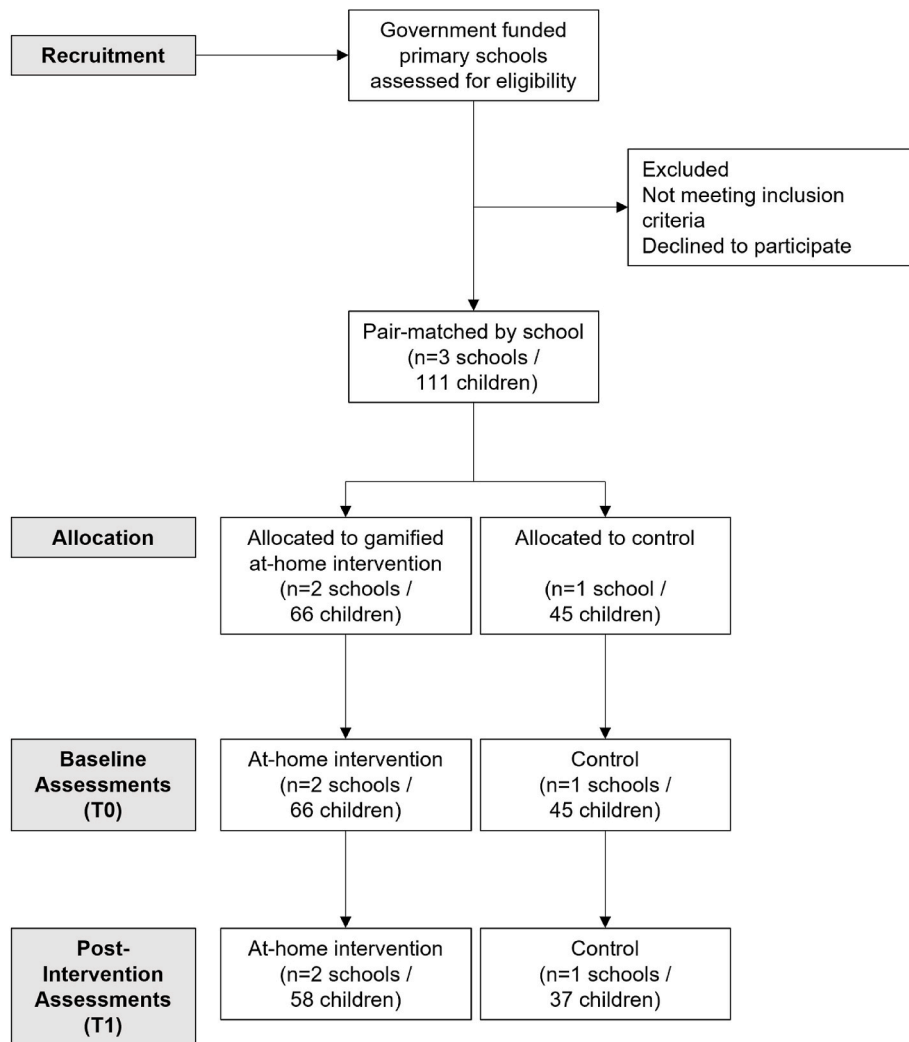 Recruitment
Government funded
primary schools
assessed for eligibility
Excluded
Not meeting inclusion
criteria
Declined to participate
Pair-matched by school
(n=3 schools /
111 children)
Allocation
Allocated to gamified
at-home intervention
(n=2 schools /
66 children)
Allocated to control
(n=1 school /
45 children)
Baseline
Assessments
(T0)
At-home intervention
(n=2 schools /
66 children)
Control
(n=1 schools /
45 children)
Post-
Intervention
Assessments
(T1)
At-home intervention
(n=2 schools /
58 children)
Control
(n=1 schools /
37 children)